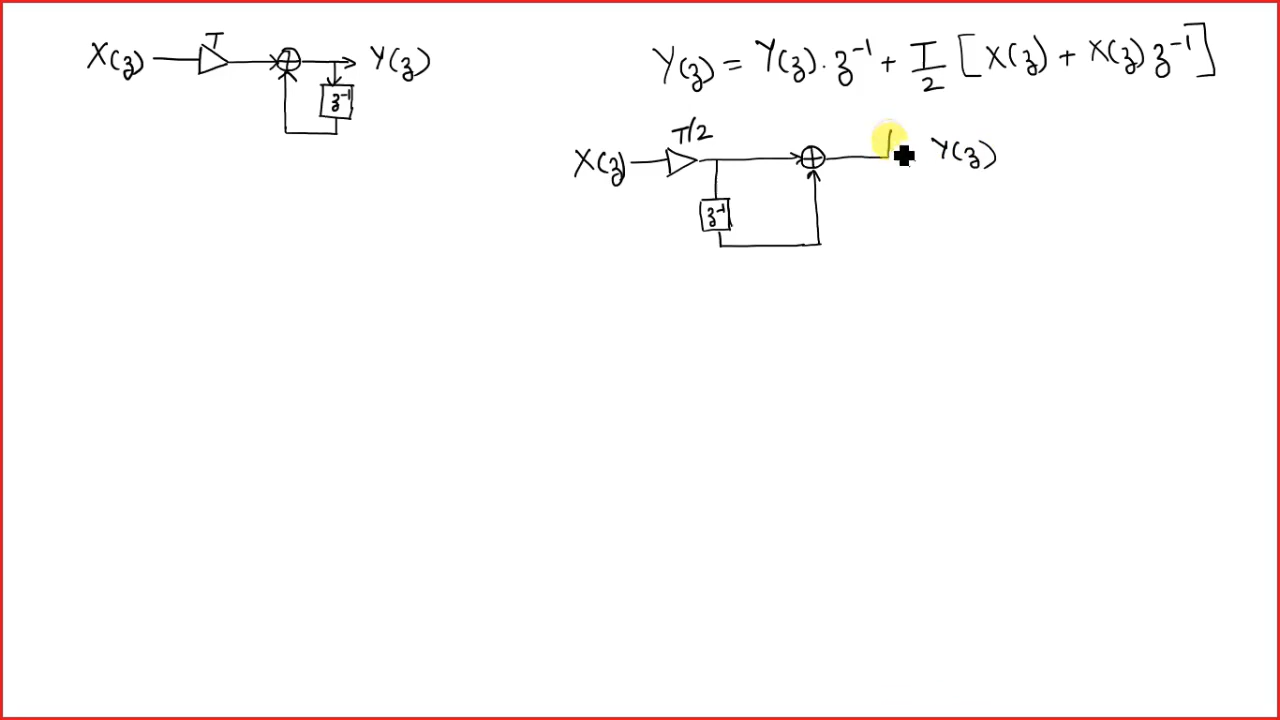 X(z) T Y(z)
z⁻¹
Y(z) = Y(z) . z⁻¹ + T/2 [ X(z) + X(z) z⁻¹ ]
T/2
X(z) Y(z)
z⁻¹